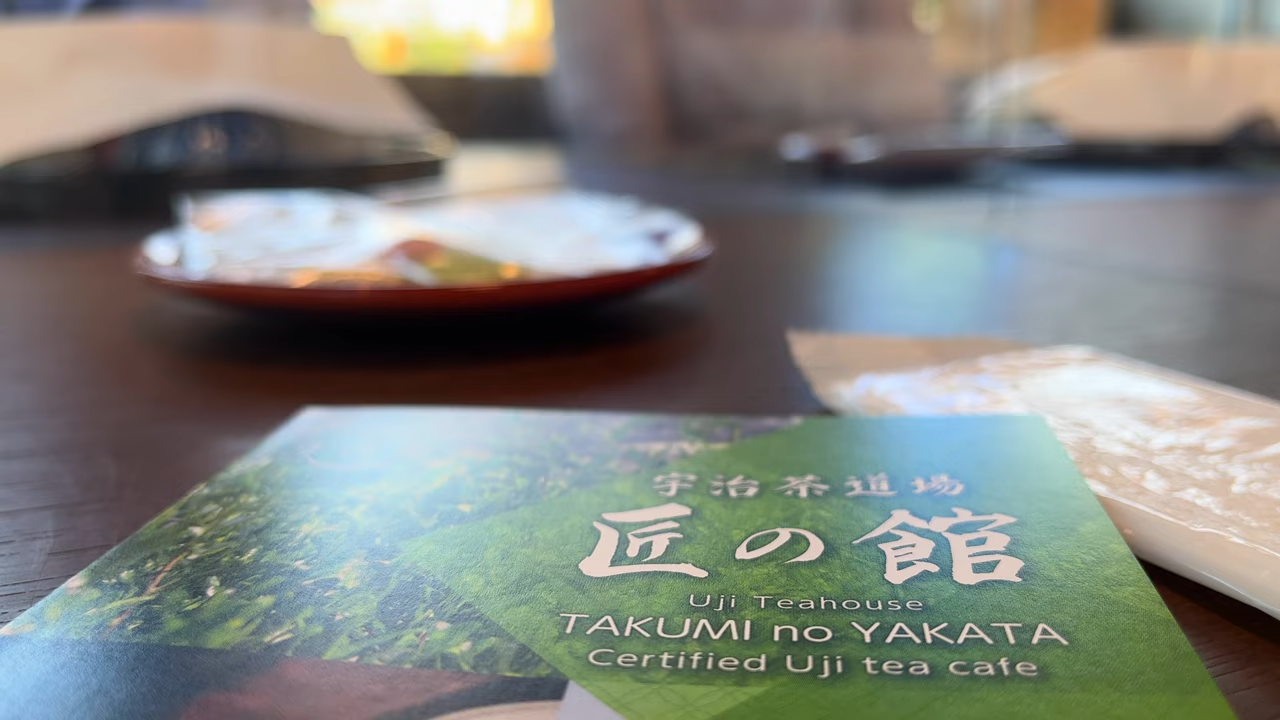 宇治茶道場
匠の館
Uji Teahouse
TAKUMI no YAKATA
Certified Uji tea cafe